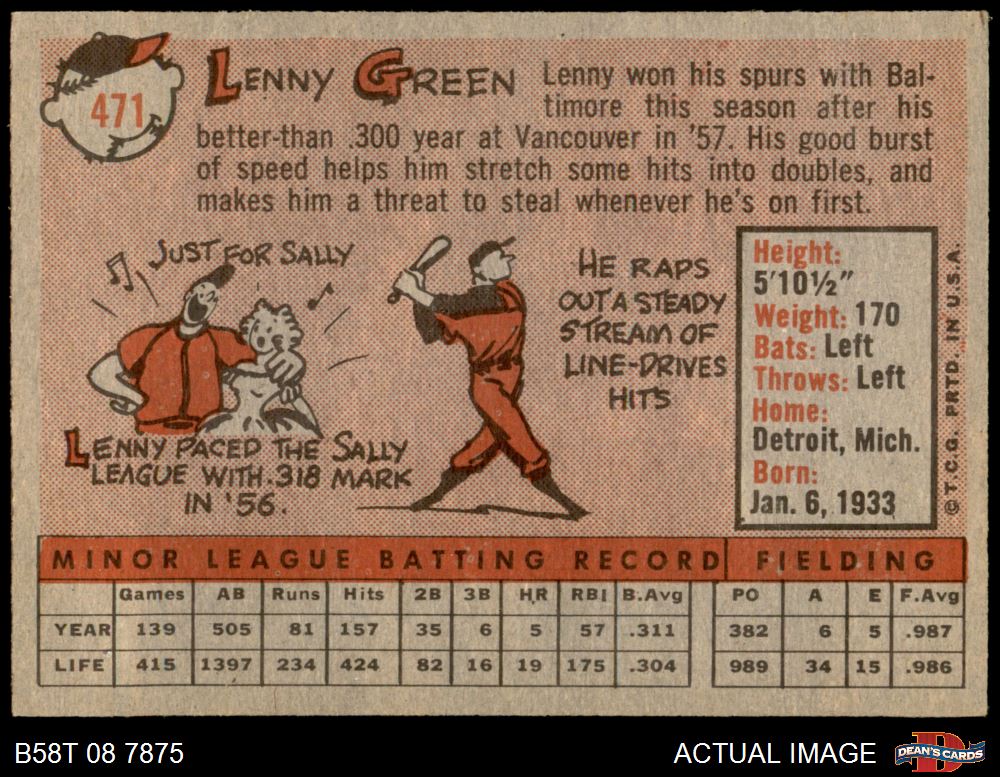 471
LENNY GREEN
Lenny won his spurs with Bal-
timore this season after his
better-than .300 year at Vancouver in '57. His good burst
of speed helps him stretch some hits into doubles, and
makes him a threat to steal whenever he's on first.
JUST FOR SALLY
LENNY PACED THE SALLY
LEAGUE WITH .318 MARK
IN '56.
HE RAPS
OUT A STEADY
STREAM OF
LINE-DRIVES
HITS
Height:
5'10½"
Weight: 170
Bats: Left
Throws: Left
Home:
Detroit, Mich.
Born:
Jan. 6, 1933
© T.C.G. PRTD. IN U.S.A.
MINOR LEAGUE BATTING RECORD FIELDING
Games AB Runs Hits 2B 3B HR RBI B.Avg PO A E F.Avg
YEAR 139 505 81 157 35 6 5 57 .311 382 6 5 .987
LIFE 415 1397 234 424 82 16 19 175 .304 989 34 15 .986
B58T 08 7875
ACTUAL IMAGE
D
DEAN'S CARDS